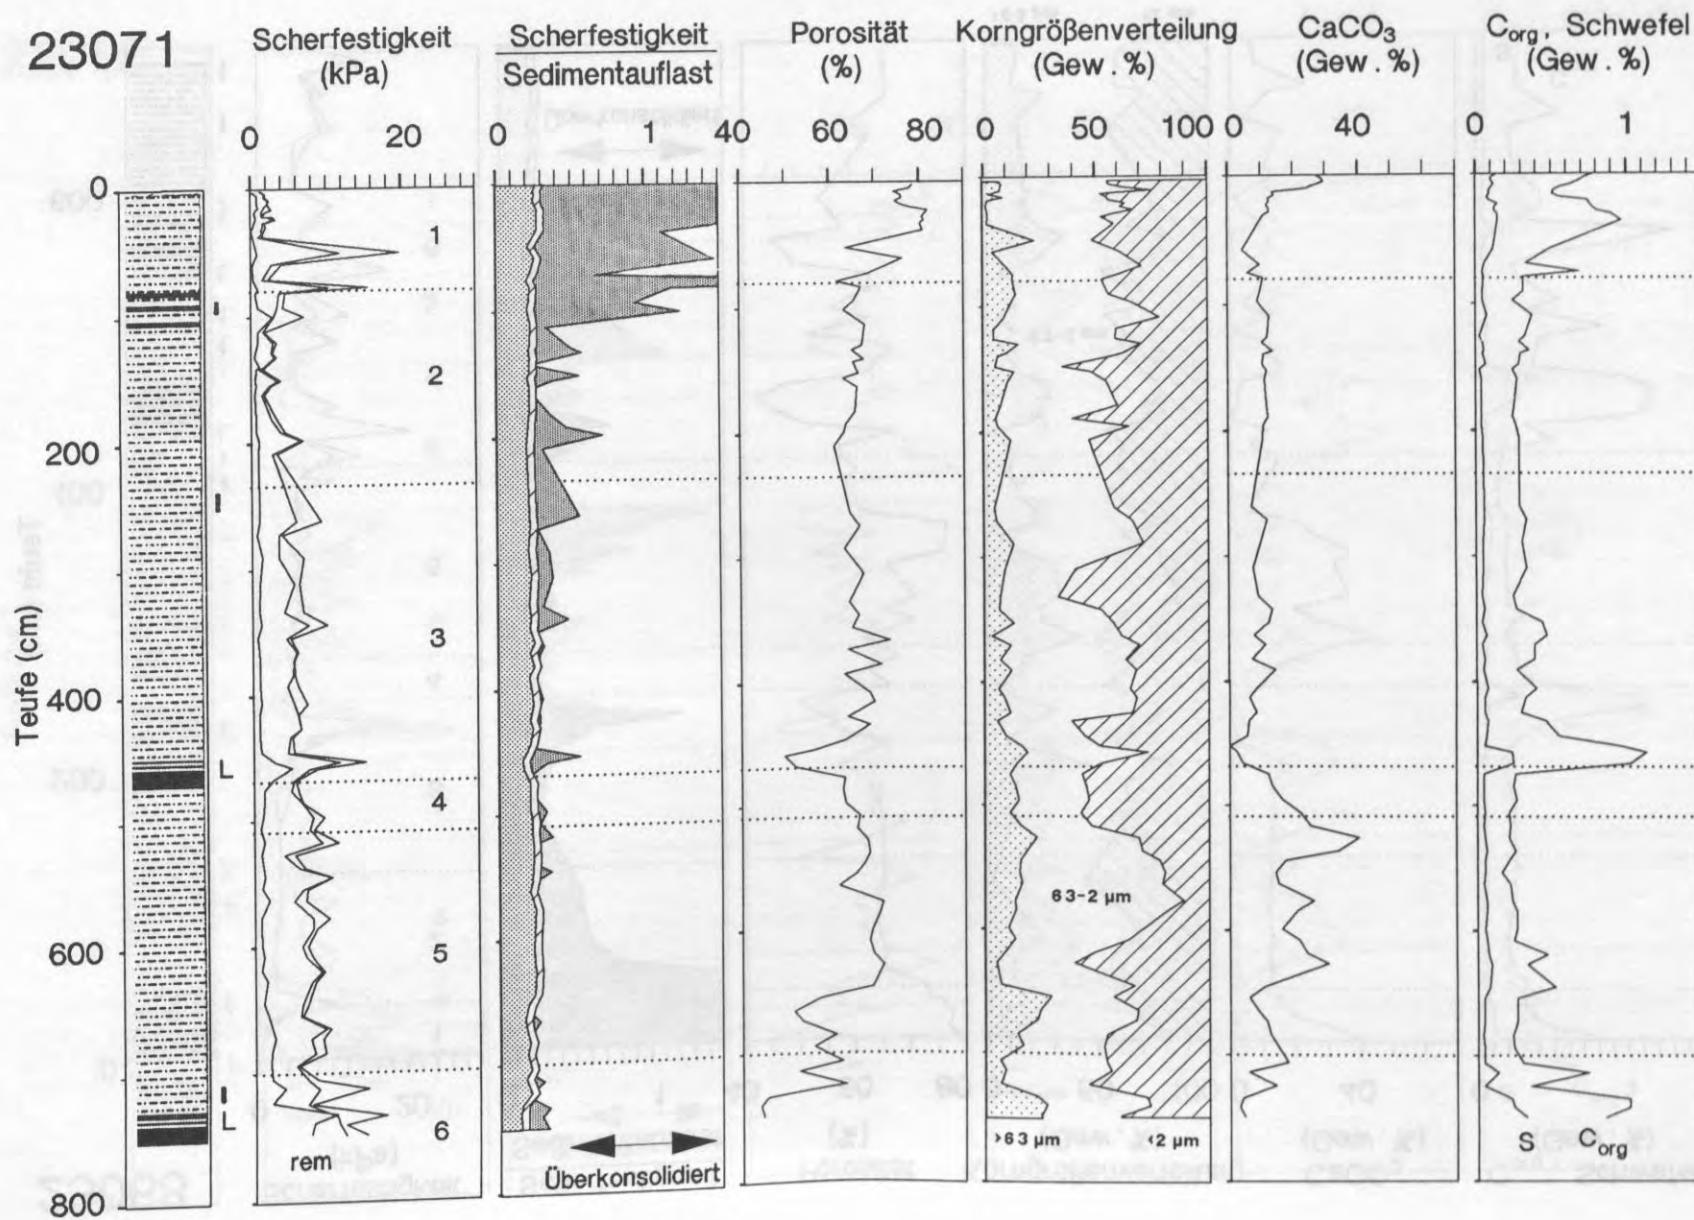 23071
Scherfestigkeit
(kPa)
Scherfestigkeit
Sedimentauflast
Porosität
(%)
Korngrößenverteilung
(Gew. %)
CaCO3
(Gew. %)
Corg, Schwefel
(Gew. %)
0 20
0 1
40 60 80
0 50 100
0 40
0 1
Teufe (cm)
0
200
400
600
800
I
I
L
I
L
1
2
3
4
5
6
rem
Überkonsolidiert
63-2 µm
>63 µm
<2 µm
S Corg